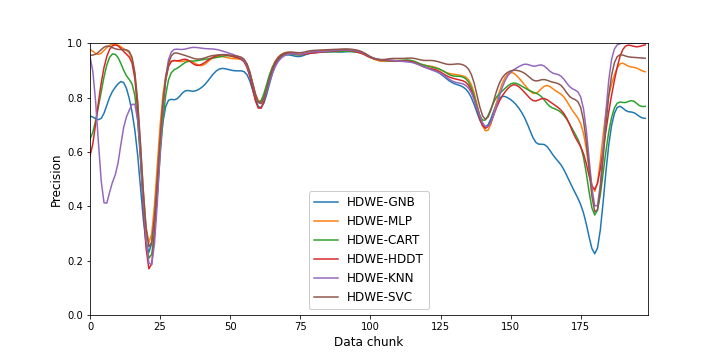 1.0
0.8
0.6
0.4
0.2
0.0
Precision
HDWE-GNB
HDWE-MLP
HDWE-CART
HDWE-HDDT
HDWE-KNN
HDWE-SVC
0 25 50 75 100 125 150 175
Data chunk